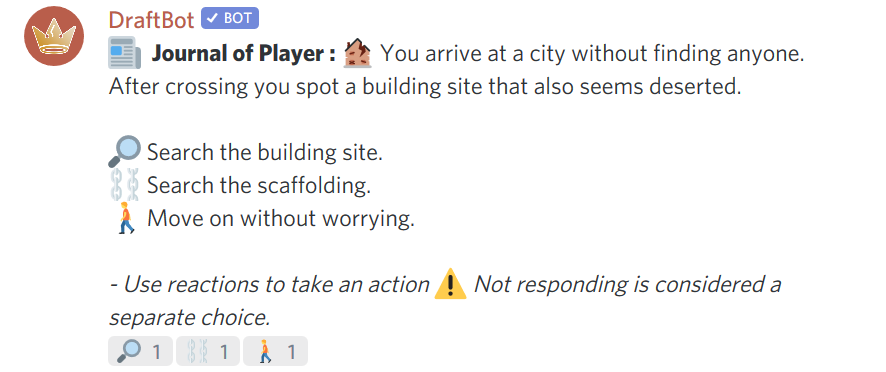 DraftBot ✓ BOT
📰 Journal of Player : 🏚️ You arrive at a city without finding anyone.
After crossing you spot a building site that also seems deserted.
🔎 Search the building site.
⛓️ Search the scaffolding.
🚶 Move on without worrying.
- Use reactions to take an action ⚠️ Not responding is considered a
separate choice.
🔎 1 ⛓️ 1 🚶 1